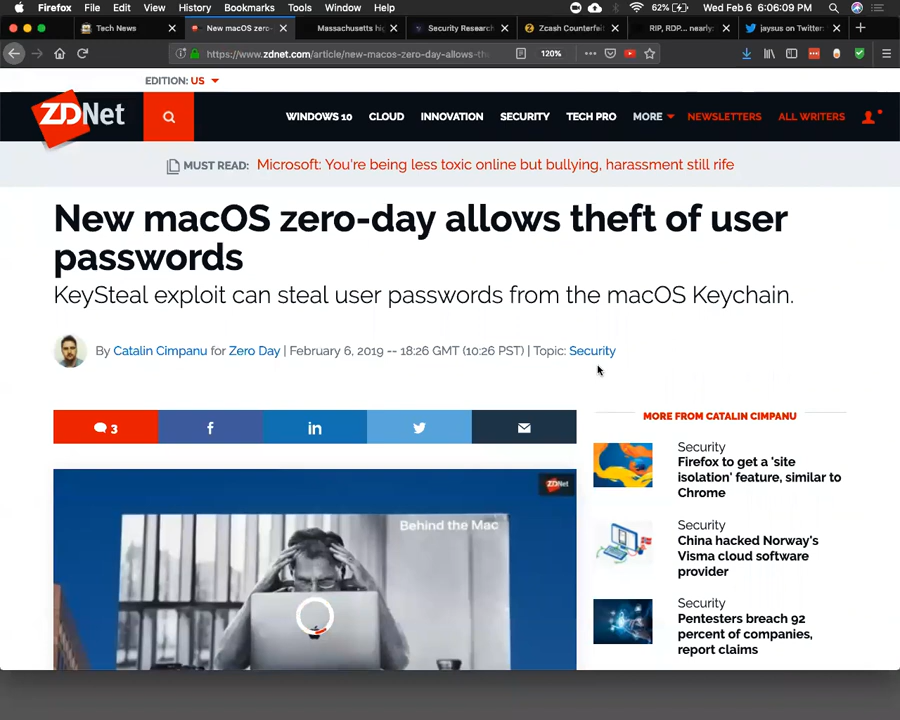 Firefox File Edit View History Bookmarks Tools Window Help 62% Wed Feb 6 6:06:09 PM
Tech News New macOS zero- Massachusetts hi Security Research Zcash Counterfei RIP, RDP... nearly: jaysus on Twitter:
https://www.zdnet.com/article/new-macos-zero-day-allows-the 120%
EDITION: US
ZDNet WINDOWS 10 CLOUD INNOVATION SECURITY TECH PRO MORE NEWSLETTERS ALL WRITERS
MUST READ: Microsoft: You're being less toxic online but bullying, harassment still rife
New macOS zero-day allows theft of user
passwords
KeySteal exploit can steal user passwords from the macOS Keychain.
By Catalin Cimpanu for Zero Day | February 6, 2019 -- 18:26 GMT (10:26 PST) | Topic: Security
3 f in
MORE FROM CATALIN CIMPANU
Security
Firefox to get a 'site
isolation' feature, similar to
Chrome
Security
China hacked Norway's
Visma cloud software
provider
Security
Pentesters breach 92
percent of companies,
report claims
ZDNet
Behind the Mac